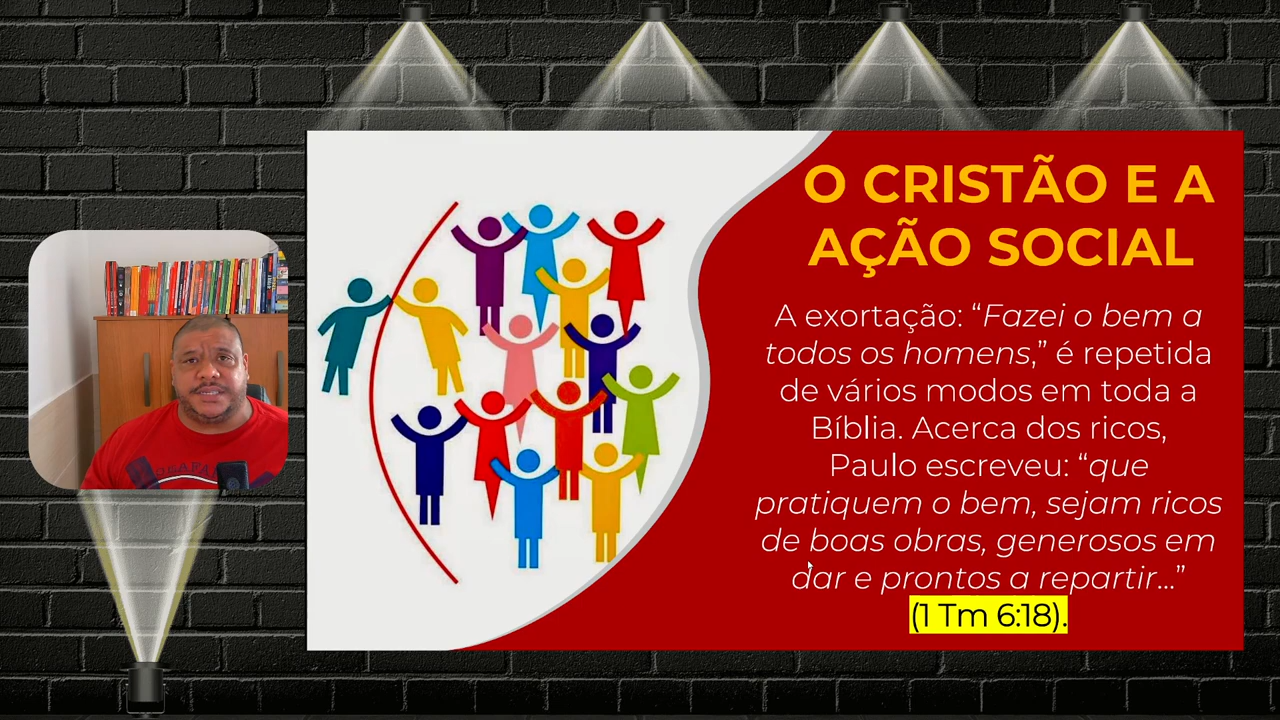 O CRISTÃO E A
AÇÃO SOCIAL
A exortação: “Fazei o bem a
todos os homens,” é repetida
de vários modos em toda a
Bíblia. Acerca dos ricos,
Paulo escreveu: “que
pratiquem o bem, sejam ricos
de boas obras, generosos em
dar e prontos a repartir...”
(1 Tm 6:18).